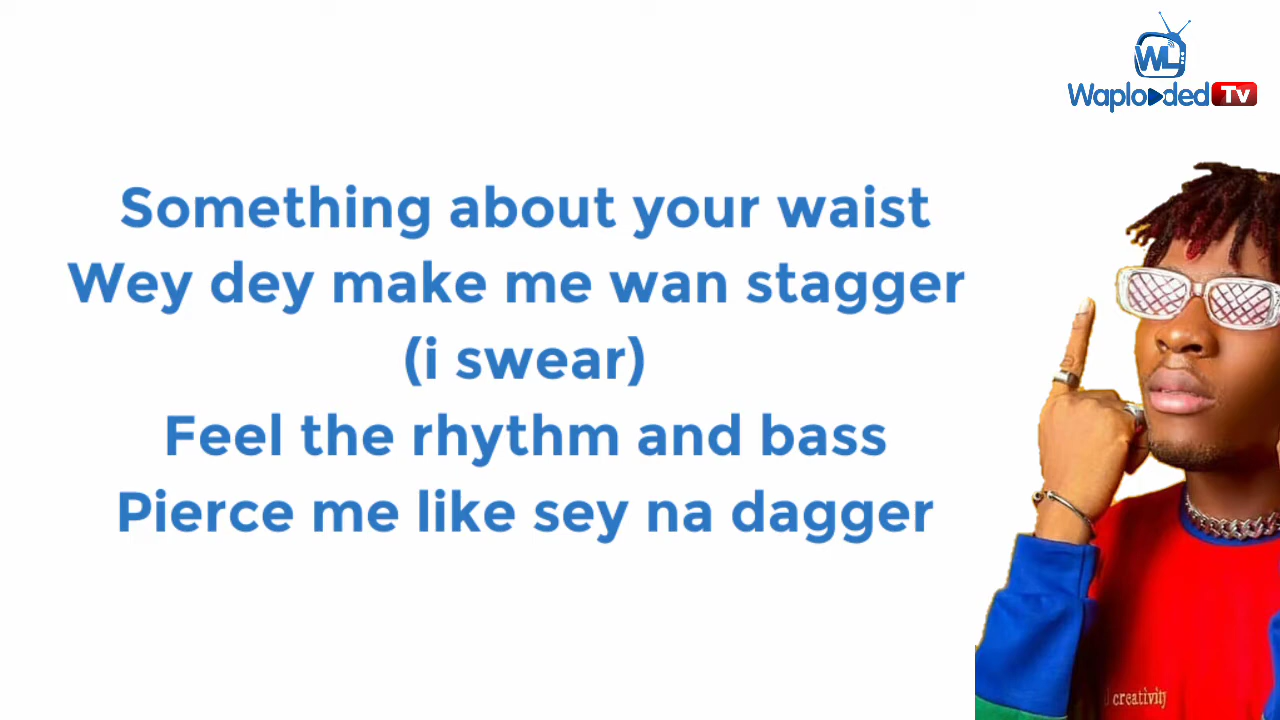 WL
Waploaded Tv
Something about your waist
Wey dey make me wan stagger
(i swear)
Feel the rhythm and bass
Pierce me like sey na dagger
creativity